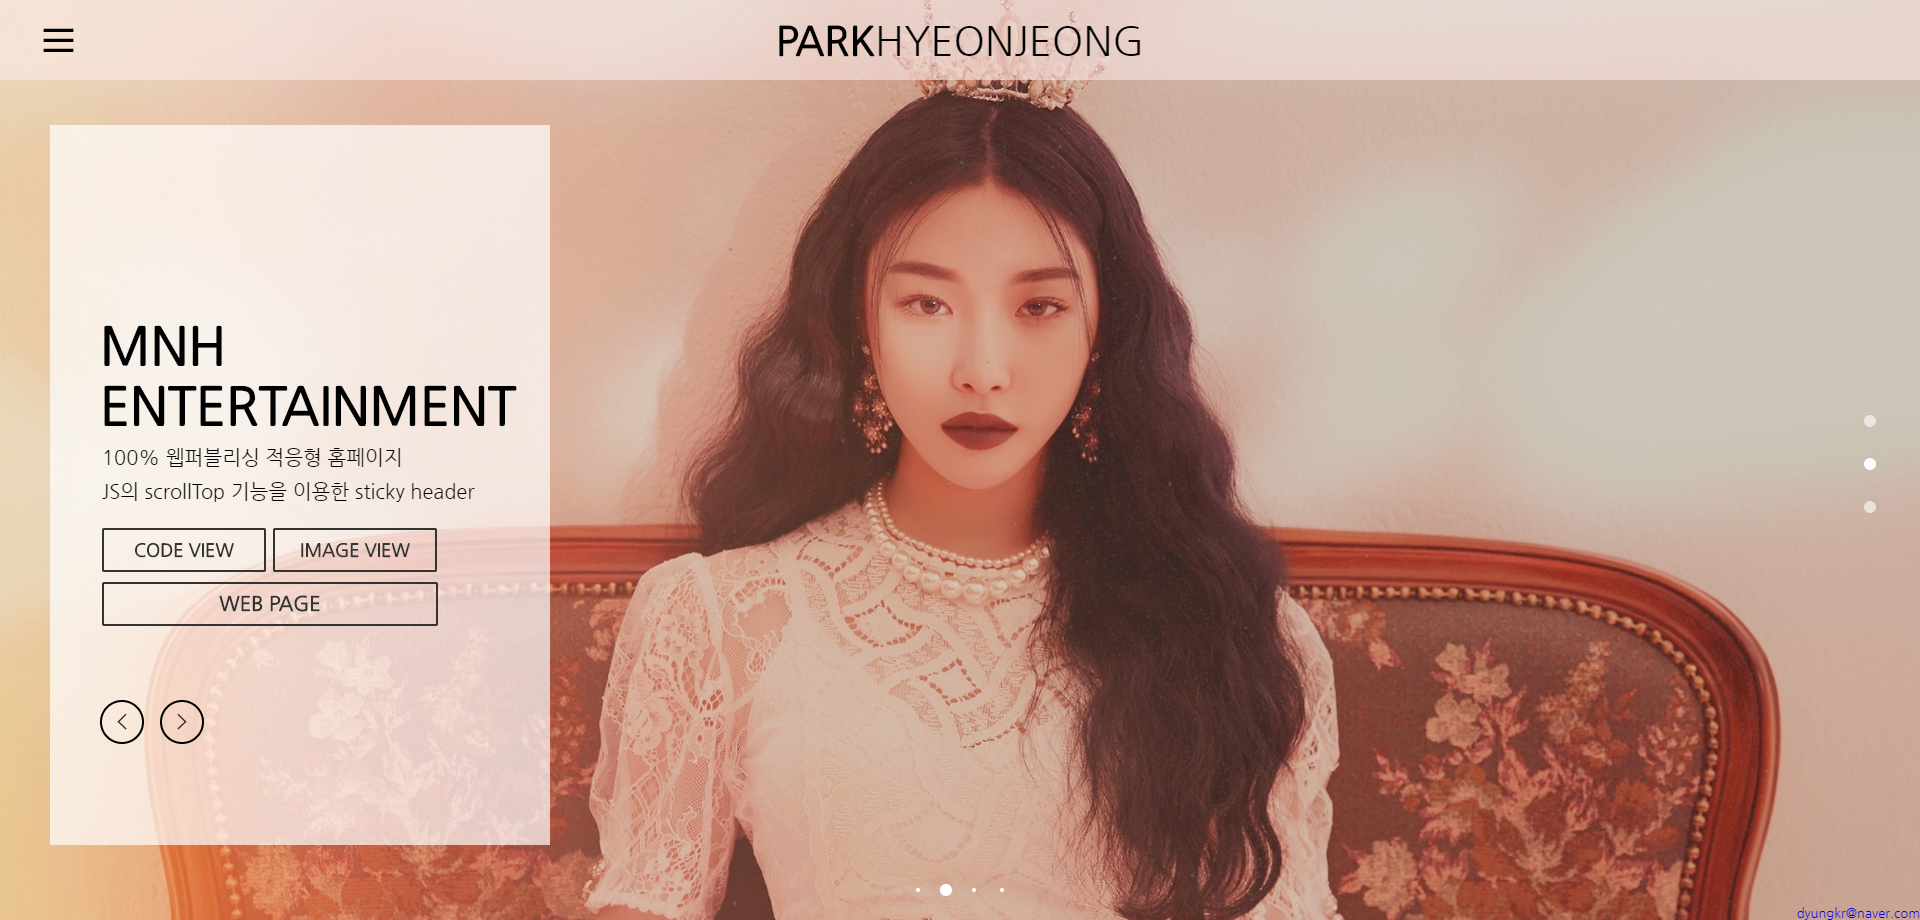 PARKHYEONJEONG
MNH
ENTERTAINMENT
100% 웹퍼블리싱 적응형 홈페이지
JS의 scrollTop 기능을 이용한 sticky header
CODE VIEW
IMAGE VIEW
WEB PAGE
dyungkr@naver.com